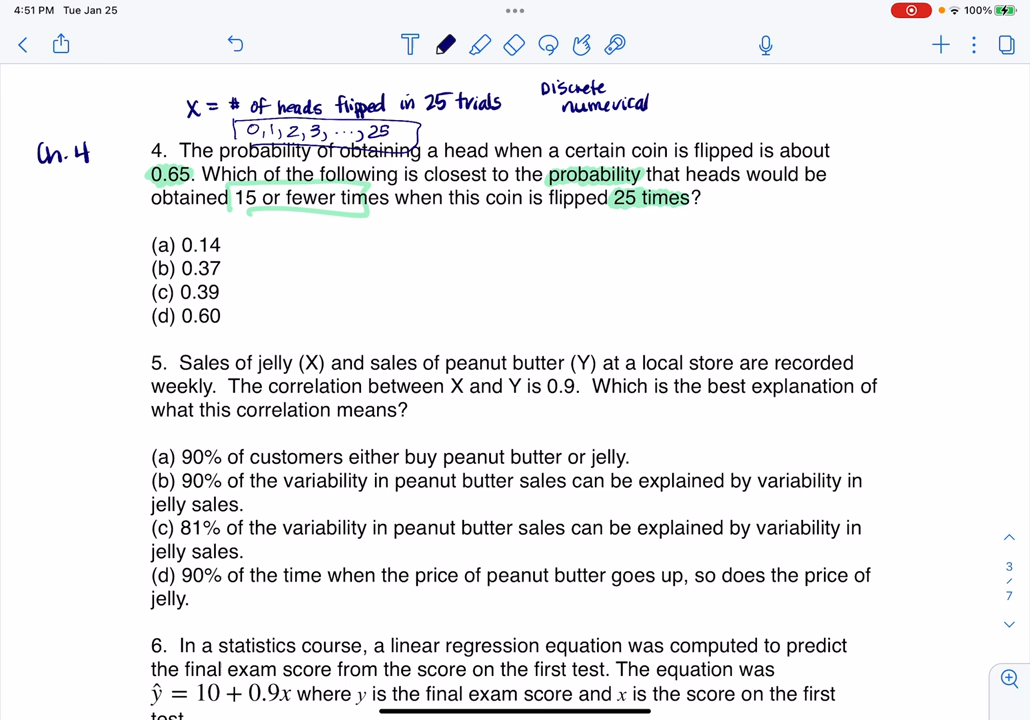 4:51 PM Tue Jan 25
100%
X = # of heads flipped in 25 trials
Discrete
numerical
0, 1, 2, 3, ..., 25
Ch. 4
4. The probability of obtaining a head when a certain coin is flipped is about
0.65. Which of the following is closest to the probability that heads would be
obtained 15 or fewer times when this coin is flipped 25 times?
(a) 0.14
(b) 0.37
(c) 0.39
(d) 0.60
5. Sales of jelly (X) and sales of peanut butter (Y) at a local store are recorded
weekly. The correlation between X and Y is 0.9. Which is the best explanation of
what this correlation means?
(a) 90% of customers either buy peanut butter or jelly.
(b) 90% of the variability in peanut butter sales can be explained by variability in
jelly sales.
(c) 81% of the variability in peanut butter sales can be explained by variability in
jelly sales.
(d) 90% of the time when the price of peanut butter goes up, so does the price of
jelly.
3
/
7
6. In a statistics course, a linear regression equation was computed to predict
the final exam score from the score on the first test. The equation was
ŷ = 10 + 0.9x where y is the final exam score and x is the score on the first
test.